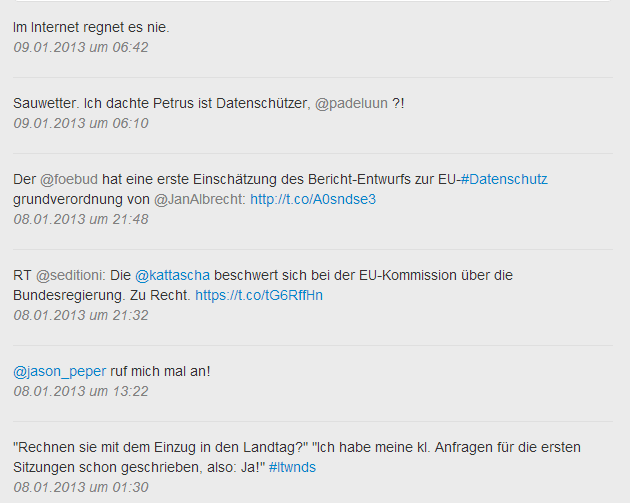 Im Internet regnet es nie.
09.01.2013 um 06:42
Sauwetter. Ich dachte Petrus ist Datenschützer, @padeluun ?!
09.01.2013 um 06:10
Der @foebud hat eine erste Einschätzung des Bericht-Entwurfs zur EU-#Datenschutz
grundverordnung von @JanAlbrecht: http://t.co/A0sndse3
08.01.2013 um 21:48
RT @seditioni: Die @kattascha beschwert sich bei der EU-Kommission über die
Bundesregierung. Zu Recht. https://t.co/tG6RffHn
08.01.2013 um 21:32
@jason_peper ruf mich mal an!
08.01.2013 um 13:22
"Rechnen sie mit dem Einzug in den Landtag?" "Ich habe meine kl. Anfragen für die ersten
Sitzungen schon geschrieben, also: Ja!" #ltwnds
08.01.2013 um 01:30